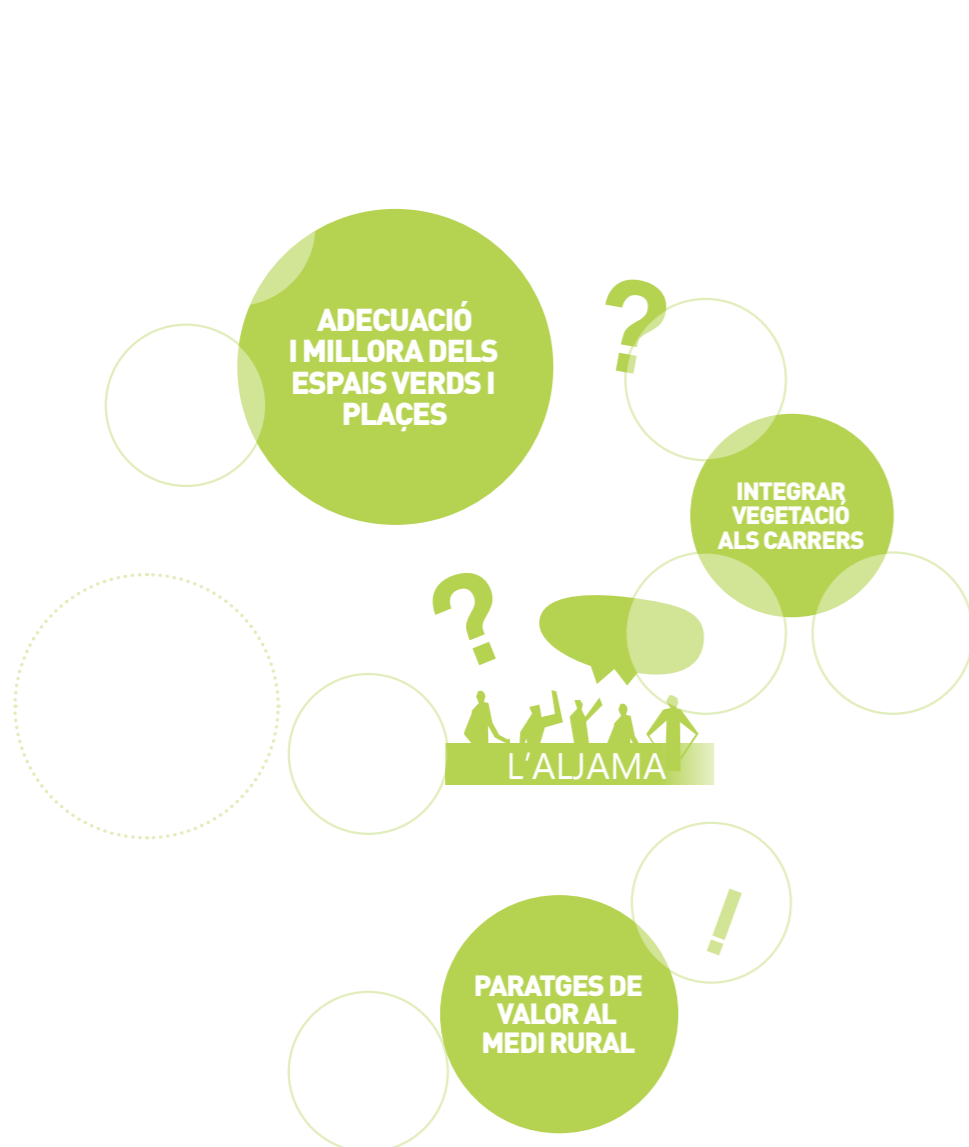 ADECUACIÓ
I MILLORA DELS
ESPAIS VERDS I
PLAÇES
?
INTEGRAR
VEGETACIÓ
ALS CARRERS
?
L'ALJAMA
!
PARATGES DE
VALOR AL
MEDI RURAL